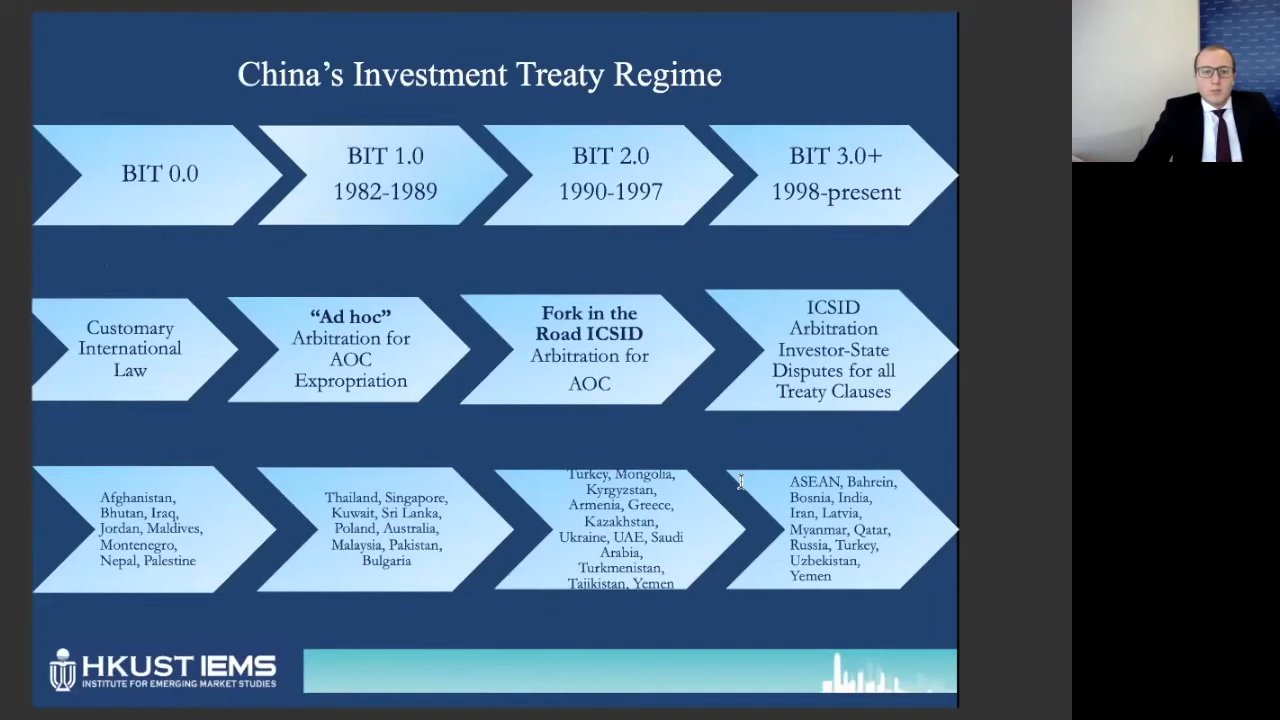 China's Investment Treaty Regime
BIT 0.0
BIT 1.0
1982-1989
BIT 2.0
1990-1997
BIT 3.0+
1998-present
Customary
International
Law
“Ad hoc”
Arbitration for
AOC
Expropriation
Fork in the
Road ICSID
Arbitration for
AOC
ICSID
Arbitration
Investor-State
Disputes for all
Treaty Clauses
Afghanistan,
Bhutan, Iraq,
Jordan, Maldives,
Montenegro,
Nepal, Palestine
Thailand, Singapore,
Kuwait, Sri Lanka,
Poland, Australia,
Malaysia, Pakistan,
Bulgaria
Turkey, Mongolia,
Kyrgyzstan,
Armenia, Greece,
Kazakhstan,
Ukraine, UAE, Saudi
Arabia,
Turkmenistan,
Tajikistan, Yemen
ASEAN, Bahrein,
Bosnia, India,
Iran, Latvia,
Myanmar, Qatar,
Russia, Turkey,
Uzbekistan,
Yemen
HKUST IEMS
INSTITUTE FOR EMERGING MARKET STUDIES